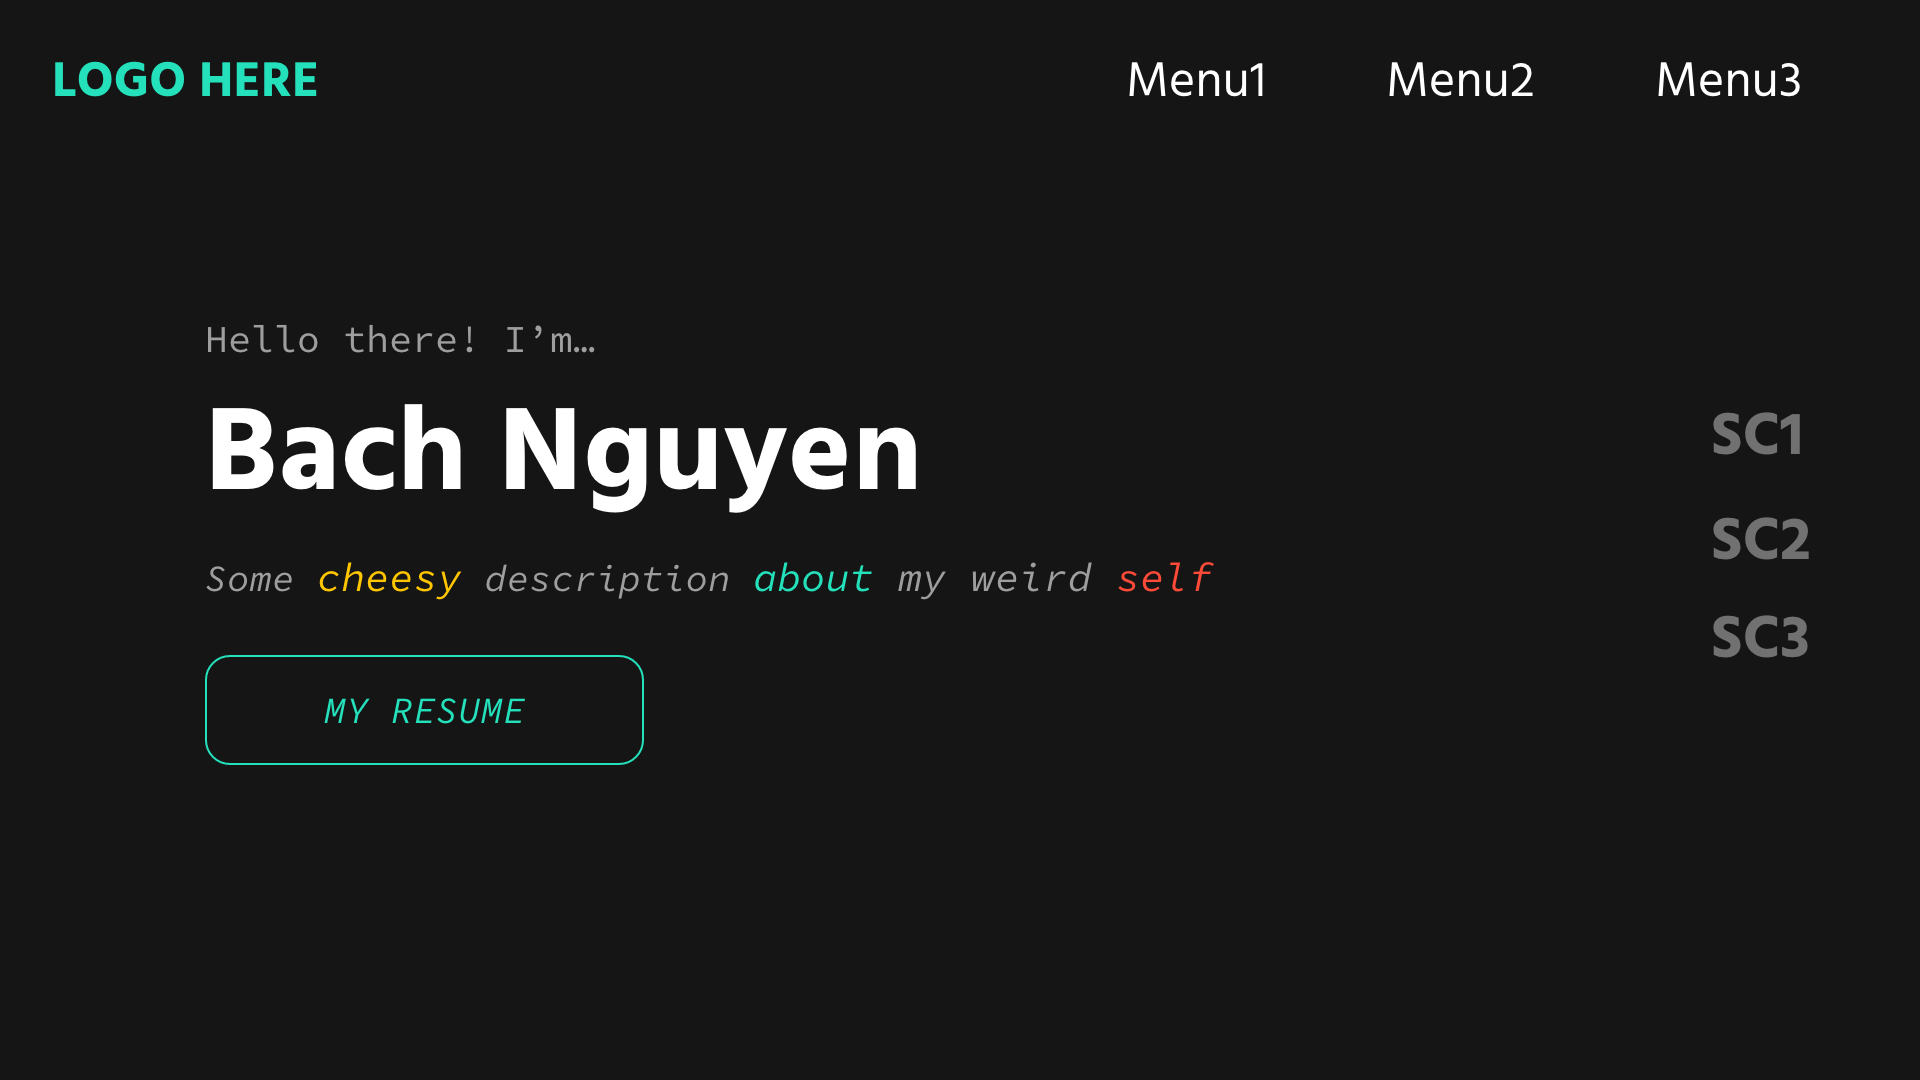 LOGO HERE Menu1 Menu2 Menu3
Hello there! I’m…
Bach Nguyen
Some cheesy description about my weird self
MY RESUME
SC1
SC2
SC3